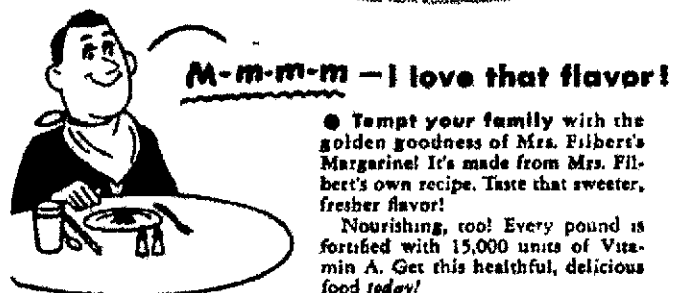 M-m-m-m — I love that flavor!
● Tempt your family with the
golden goodness of Mrs. Filbert's
Margarine! It's made from Mrs. Fil-
bert's own recipe. Taste that sweeter,
fresher flavor!
Nourishing, too! Every pound is
fortified with 15,000 units of Vita-
min A. Get this healthful, delicious
food today!